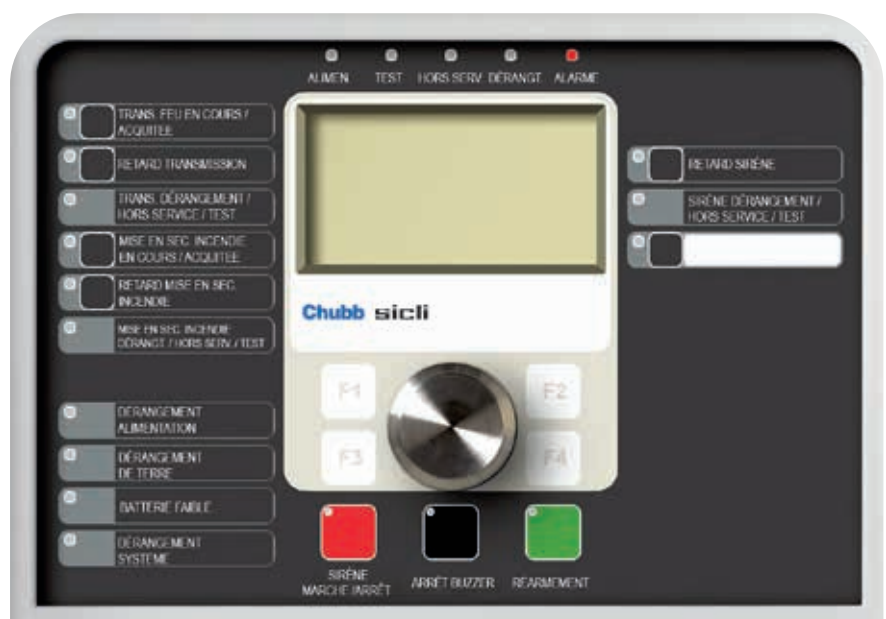 ALIMEN TEST HORS SERV DÉRANGT. ALARME
TRANS. FEU EN COURS /
ACQUITEE
RETARD TRANSMISSION
TRANS. DÉRANGEMENT /
HORS SERVICE / TEST
MISE EN SEC. INCENDIE
EN COURS / ACQUITEE
RETARD MISE EN SEC.
INCENDIE
MISE EN SEC. INCENDIE
DÉRANGT. / HORS SERV. / TEST
DÉRANGEMENT
ALIMENTATION
DÉRANGEMENT
DE TERRE
BATTERIE FAIBLE
DÉRANGEMENT
SYSTEME
Chubb sicli
F1
F2
F3
F4
RETARD SIRÈNE
SIRÈNE DÉRANGEMENT /
HORS SERVICE / TEST
SIRÈNE
MARCHE /ARRÊT
ARRÊT BUZZER
RÉARMEMENT